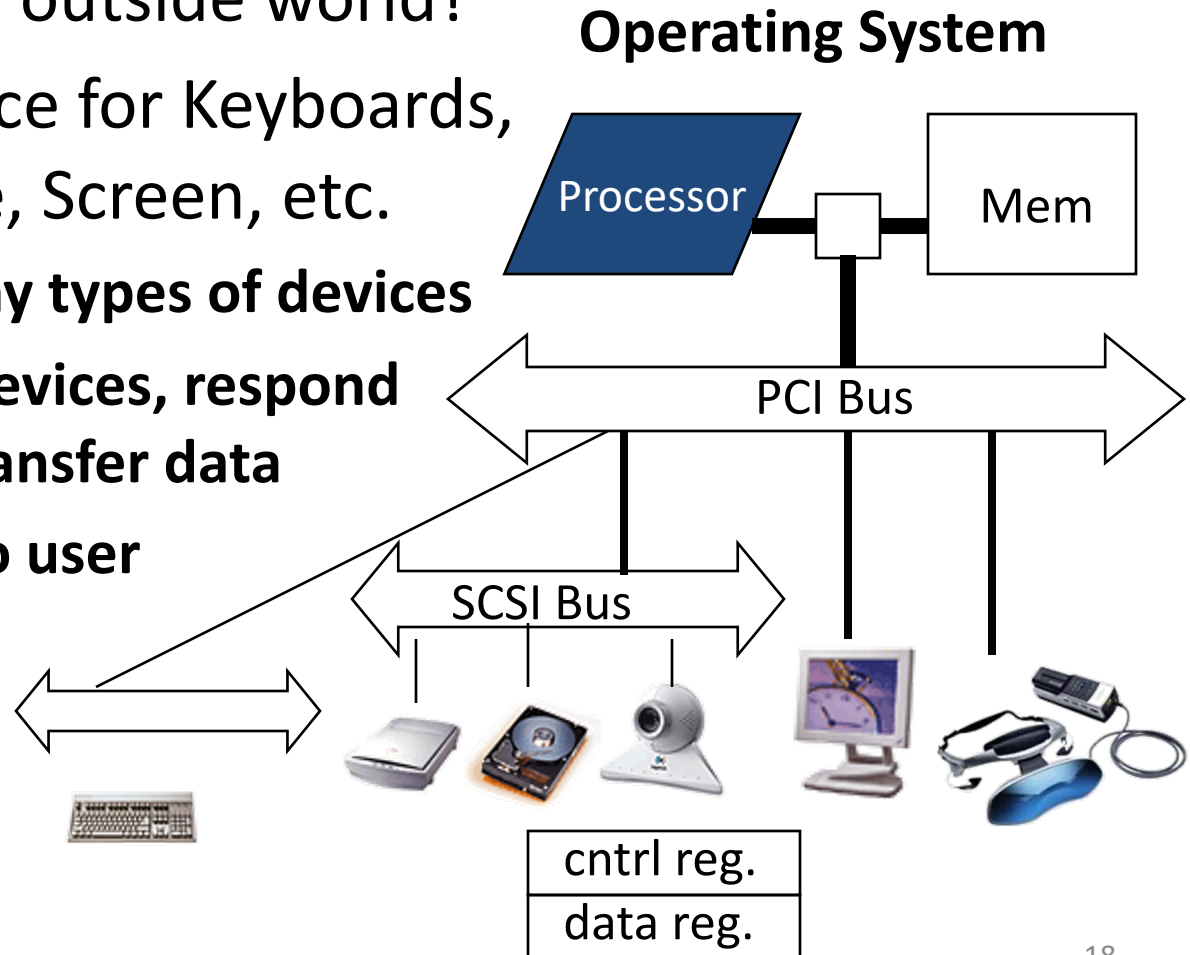 outside world?
Operating System
ce for Keyboards,
e, Screen, etc.
Processor
Mem
y types of devices
evices, respond
PCI Bus
ansfer data
o user
SCSI Bus
cntrl reg.
data reg.
18